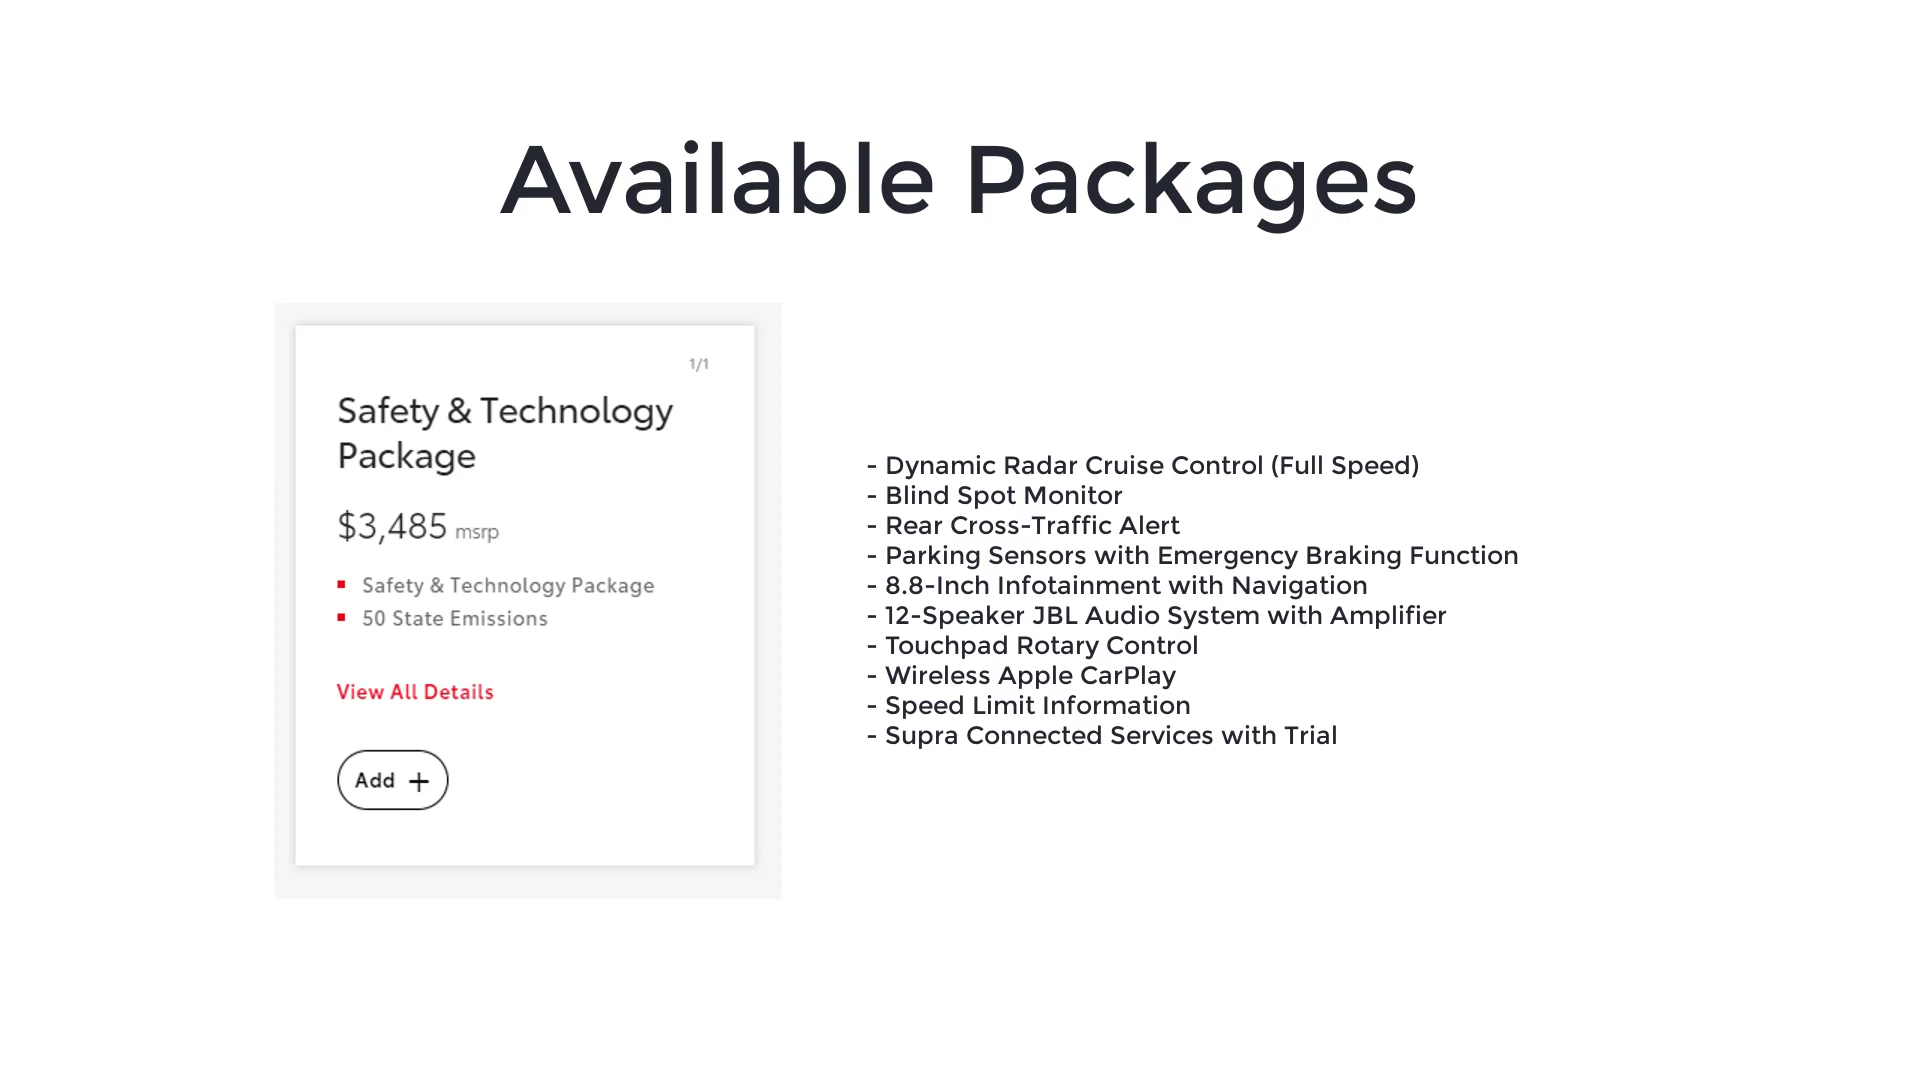 Available Packages
1/1
Safety & Technology
Package
$3,485 msrp
Safety & Technology Package
50 State Emissions
View All Details
Add +
- Dynamic Radar Cruise Control (Full Speed)
- Blind Spot Monitor
- Rear Cross-Traffic Alert
- Parking Sensors with Emergency Braking Function
- 8.8-Inch Infotainment with Navigation
- 12-Speaker JBL Audio System with Amplifier
- Touchpad Rotary Control
- Wireless Apple CarPlay
- Speed Limit Information
- Supra Connected Services with Trial